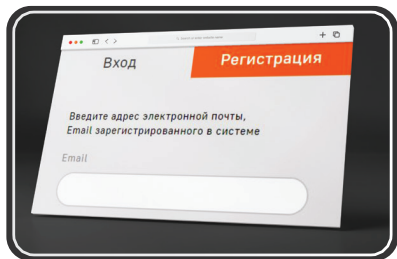 Вход
Регистрация
Введите адрес электронной почты,
Email зарегистрированного в системе
Email